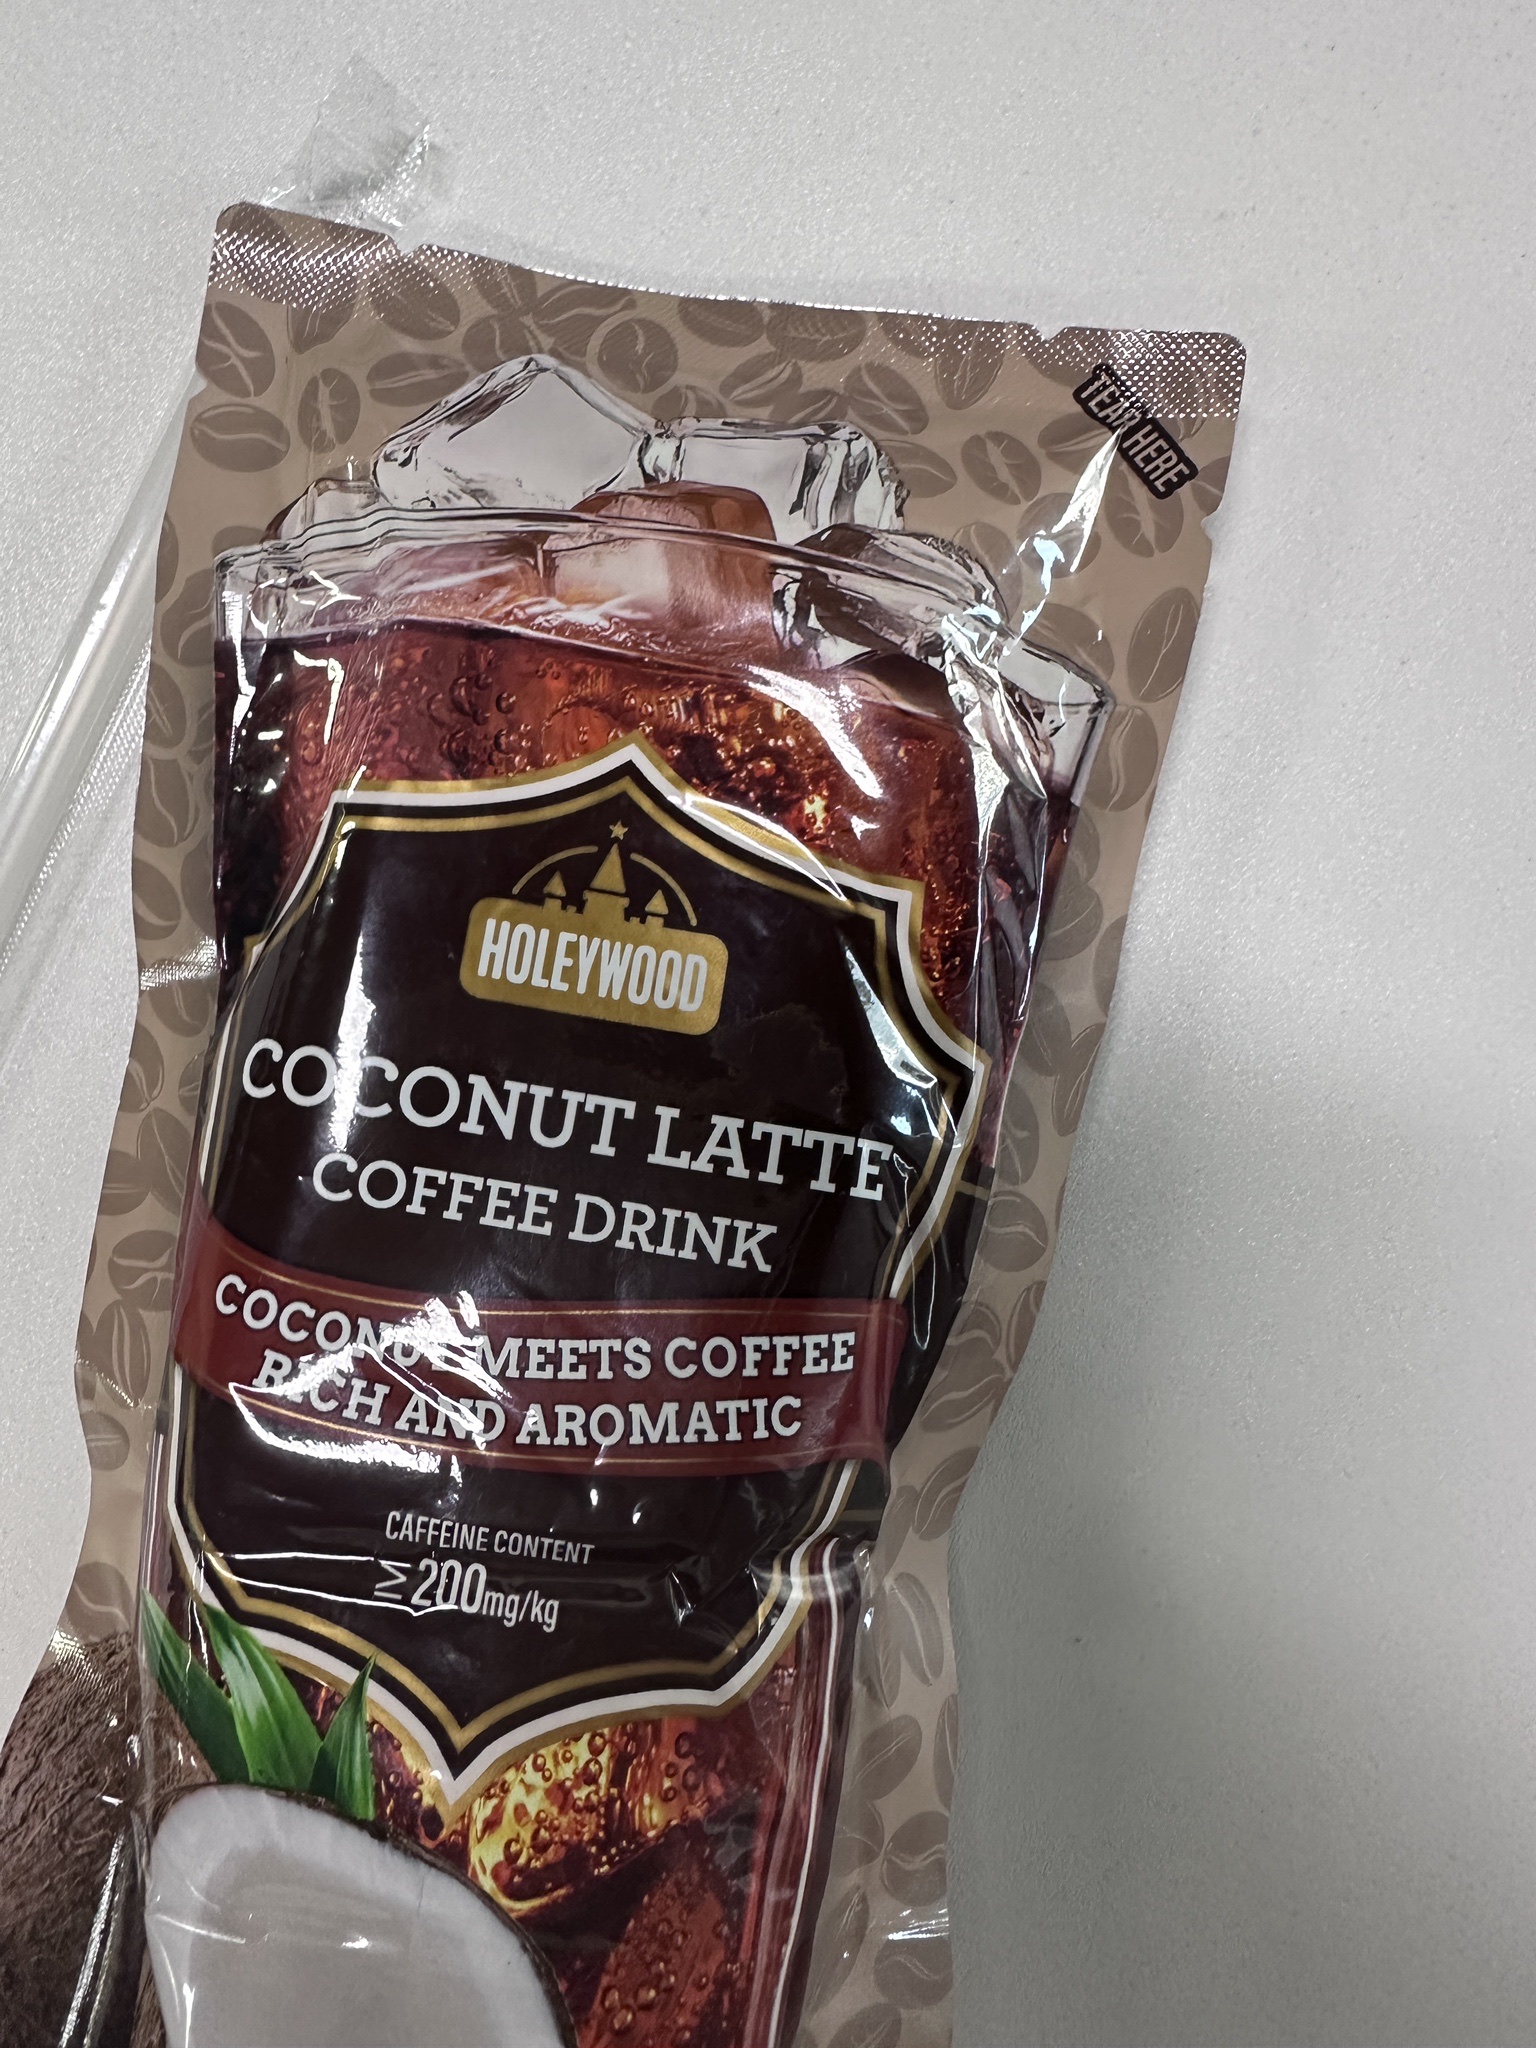 TEAR HERE
HOLEYWOOD
COCONUT LATTE
COFFEE DRINK
COCONUT MEETS COFFEE
RICH AND AROMATIC
CAFFEINE CONTENT
≥200mg/kg